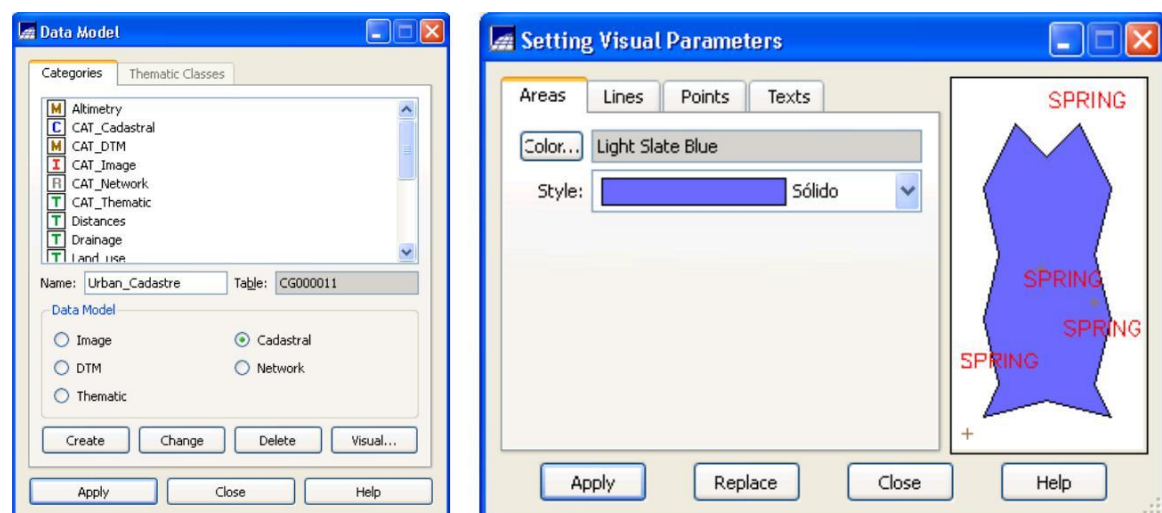 Data Model
Categories Thematic Classes
M Altimetry
C CAT_Cadastral
M CAT_DTM
I CAT_Image
R CAT_Network
T CAT_Thematic
T Distances
T Drainage
T Land_use
Name: Urban_Cadastre Table: CG000011
Data Model
Image Cadastral
DTM Network
Thematic
Create Change Delete Visual...
Apply Close Help
Setting Visual Parameters
Areas Lines Points Texts
Color... Light Slate Blue
Style: Sólido
SPRING
SPRING
SPRING
SPRING
Apply Replace Close Help